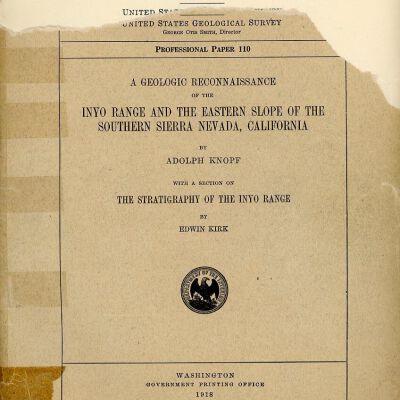 UNITED STA
UNITED STATES GEOLOGICAL SURVEY
GEORGE OTIS SMITH, Director
PROFESSIONAL PAPER 110
A GEOLOGIC RECONNAISSANCE
OF THE
INYO RANGE AND THE EASTERN SLOPE OF THE
SOUTHERN SIERRA NEVADA, CALIFORNIA
BY
ADOLPH KNOPF
WITH A SECTION ON
THE STRATIGRAPHY OF THE INYO RANGE
BY
EDWIN KIRK
WASHINGTON
GOVERNMENT PRINTING OFFICE
1918